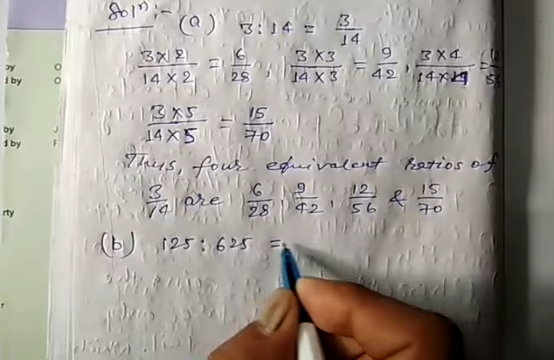 Soln:- (a) 3:14 = 3/14
3×2/14×2 = 6/28, 3×3/14×3 = 9/42, 3×4/14×4 = 12/56
3×5/14×5 = 15/70
Thus, four equivalent ratios of
3/14 are 6/28, 9/42, 12/56 & 15/70
(b) 125:625 =